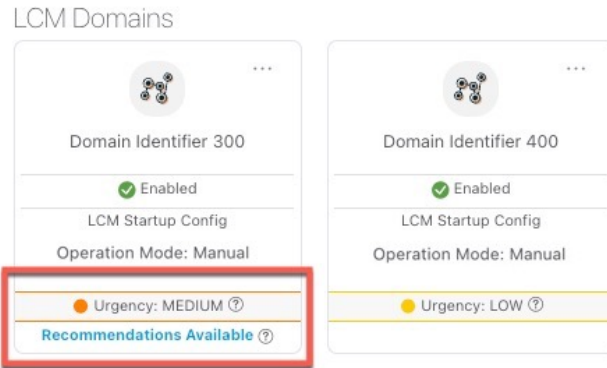 LCM Domains
...
Domain Identifier 300
Enabled
LCM Startup Config
Operation Mode: Manual
Urgency: MEDIUM ?
Recommendations Available ?
...
Domain Identifier 400
Enabled
LCM Startup Config
Operation Mode: Manual
Urgency: LOW ?